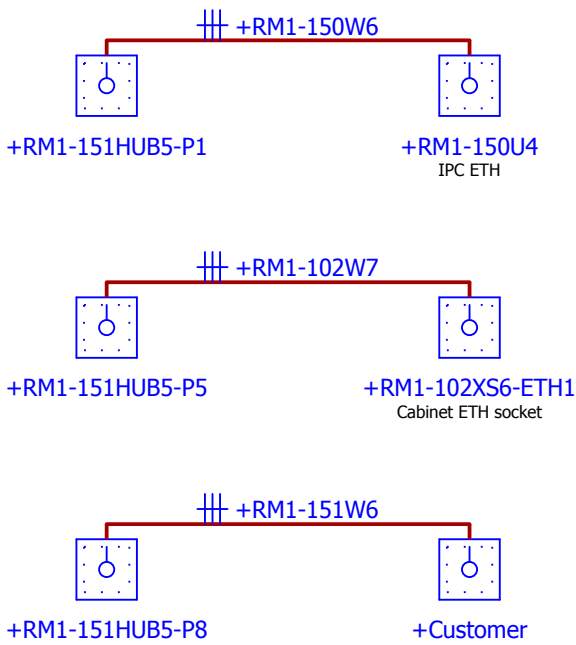 +RM1-150W6
+RM1-151HUB5-P1
+RM1-150U4
IPC ETH
+RM1-102W7
+RM1-151HUB5-P5
+RM1-102XS6-ETH1
Cabinet ETH socket
+RM1-151W6
+RM1-151HUB5-P8
+Customer